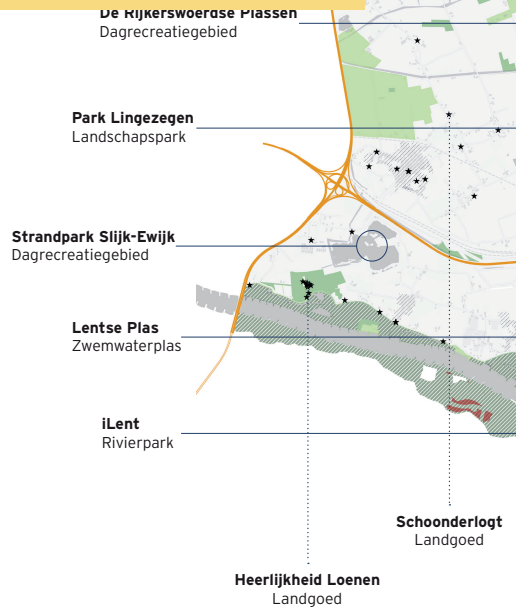 De Rijkerswoerdse Plassen
Dagrecreatiegebied
Park Lingezegen
Landschapspark
Strandpark Slijk-Ewijk
Dagrecreatiegebied
Lentse Plas
Zwemwaterplas
iLent
Rivierpark
Schoonderlogt
Landgoed
Heerlijkheid Loenen
Landgoed